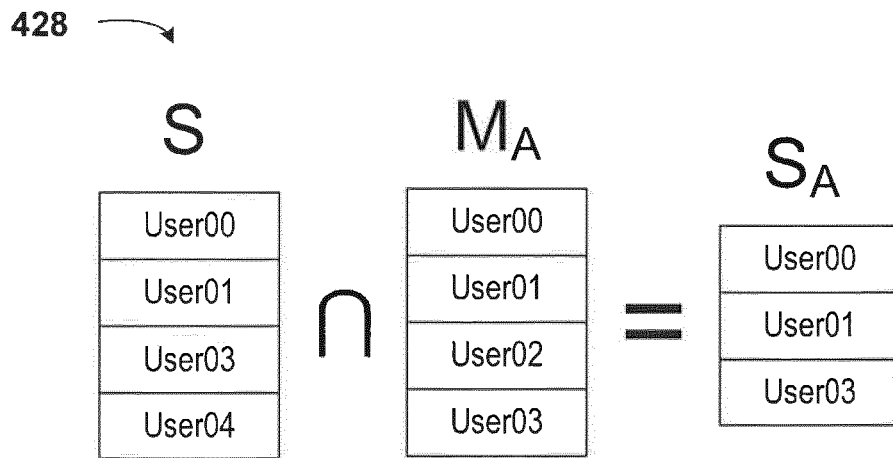 428
S
User00
User01
User03
User04
∩
M_A
User00
User01
User02
User03
=
S_A
User00
User01
User03